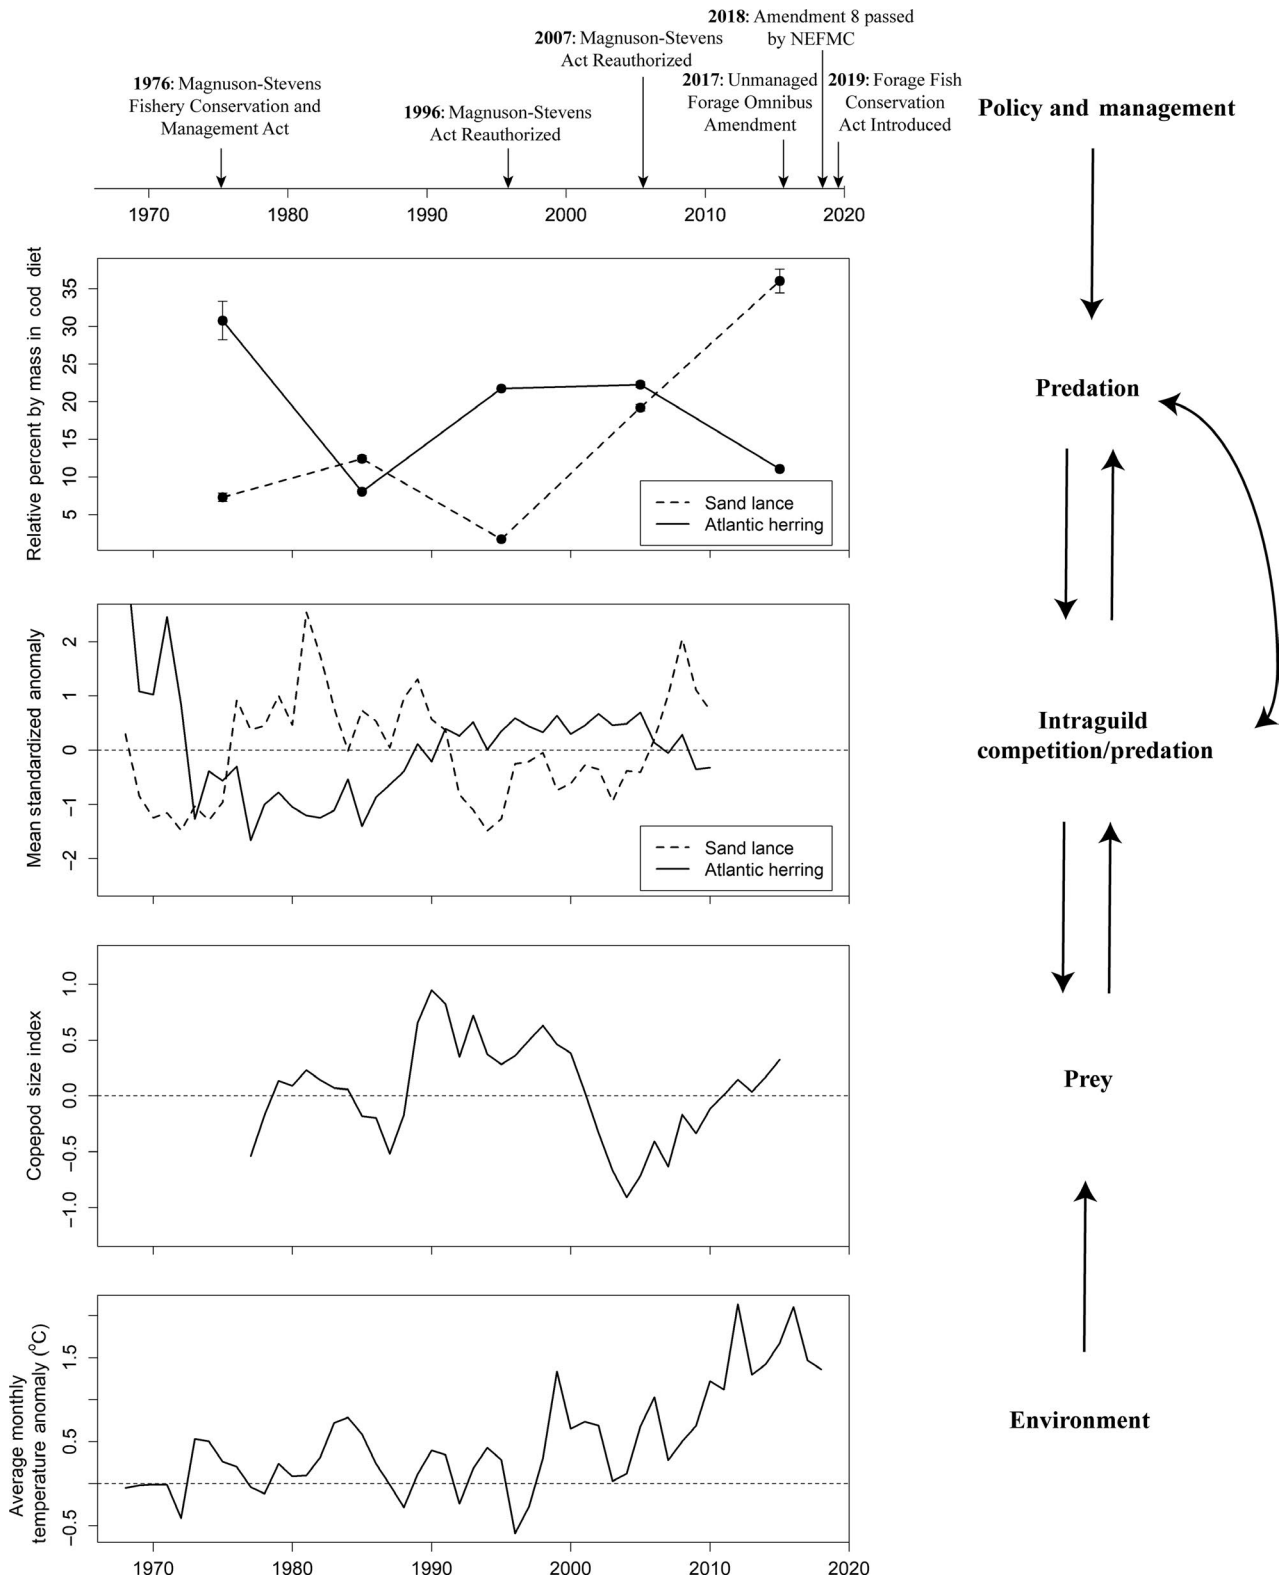 2018: Amendment 8 passed
by NEFMC
2007: Magnuson-Stevens
Act Reauthorized
1976: Magnuson-Stevens
Fishery Conservation and
Management Act
1996: Magnuson-Stevens
Act Reauthorized
2017: Unmanaged
Forage Omnibus
Amendment
2019: Forage Fish
Conservation
Act Introduced
Policy and management
1970 1980 1990 2000 2010 2020
Relative percent by mass in cod diet
35
30
25
20
15
10
5
Sand lance
Atlantic herring
Predation
Mean standardized anomaly
2
1
0
−1
−2
Sand lance
Atlantic herring
Intraguild
competition/predation
Copepod size index
1.0
0.5
0.0
−0.5
−1.0
Prey
Average monthly
temperature anomaly (°C)
1.5
0.5
−0.5
1970 1980 1990 2000 2010 2020
Environment